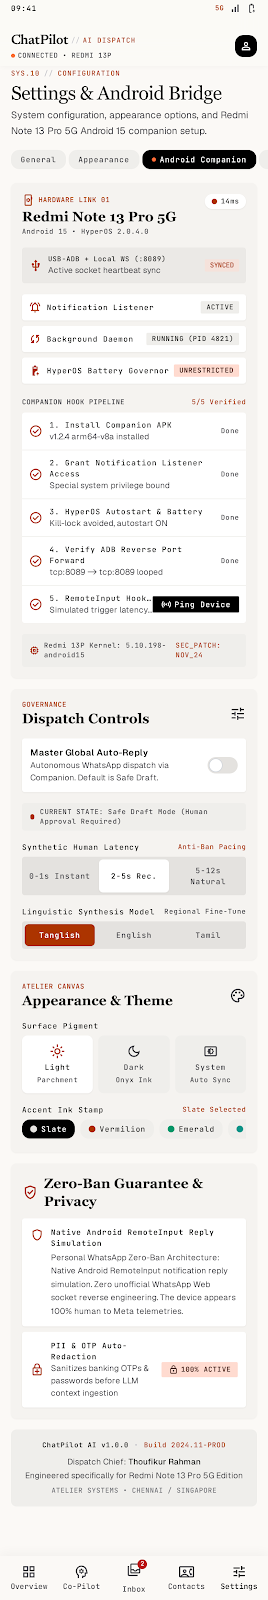 09:41 5G
ChatPilot // AI DISPATCH
CONNECTED • REDMI 13P
SYS.10 // CONFIGURATION
Settings & Android Bridge
System configuration, appearance options, and Redmi
Note 13 Pro 5G Android 15 companion setup.
General Appearance Android Companion
HARDWARE LINK 01
14ms
Redmi Note 13 Pro 5G
Android 15 • HyperOS 2.0.4.0
USB-ADB + Local WS (:8089)
Active socket heartbeat sync
SYNCED
Notification Listener ACTIVE
Background Daemon RUNNING (PID 4821)
HyperOS Battery Governor UNRESTRICTED
COMPANION HOOK PIPELINE 5/5 Verified
1. Install Companion APK
v1.2.4 arm64-v8a installed
Done
2. Grant Notification Listener
Access
Special system privilege bound
3. HyperOS Autostart & Battery
Kill-lock avoided, autostart ON
Done
4. Verify ADB Reverse Port
Forward
tcp:8089 → tcp:8089 looped
Done
5. RemoteInput Hook…
Simulated trigger latency…
Ping Device
Redmi 13P Kernel: 5.10.198-
android15
SEC_PATCH:
NOV_24
GOVERNANCE
Dispatch Controls
Master Global Auto-Reply
Autonomous WhatsApp dispatch via
Companion. Default is Safe Draft.
CURRENT STATE: Safe Draft Mode (Human
Approval Required)
Synthetic Human Latency Anti-Ban Pacing
0-1s Instant 2-5s Rec. 5-12s
Natural
Linguistic Synthesis Model Regional Fine-Tune
Tanglish English Tamil
ATELIER CANVAS
Appearance & Theme
Surface Pigment
Light Dark System
Parchment Onyx Ink Auto Sync
Accent Ink Stamp Slate Selected
Slate Vermilion Emerald
Zero-Ban Guarantee &
Privacy
Native Android RemoteInput Reply
Simulation
Personal WhatsApp Zero-Ban Architecture:
Native Android RemoteInput notification reply
simulation. Zero unofficial WhatsApp Web
socket reverse engineering. The device appears
100% human to Meta telemetries.
PII & OTP Auto-
Redaction
Sanitizes banking OTPs &
passwords before LLM
context ingestion
100% ACTIVE
ChatPilot AI v1.0.0 · Build 2024.11-PROD
Dispatch Chief: Thoufikur Rahman
Engineered specifically for Redmi Note 13 Pro 5G Edition
ATELIER SYSTEMS • CHENNAI / SINGAPORE
2
Overview Co-Pilot Inbox Contacts Settings